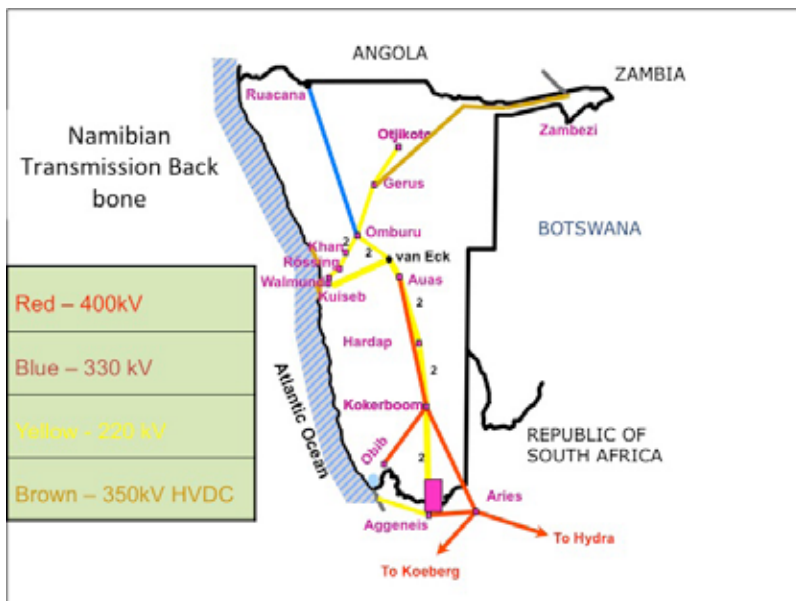 ANGOLA
ZAMBIA
Ruacana
Otjikoto
Zambezi
Namibian
Transmission Back
bone
Gerus
BOTSWANA
Omburu
2
Khan
2
van Eck
Rössing
Walmund
Auas
Kuiseb
2
Red – 400kV
Hardap
2
Blue – 330 kV
Atlantic Ocean
Kokerboom
Yellow - 220 kV
REPUBLIC OF
SOUTH AFRICA
Obib
2
Brown – 350kV HVDC
Aries
Aggeneis
To Hydra
To Koeberg